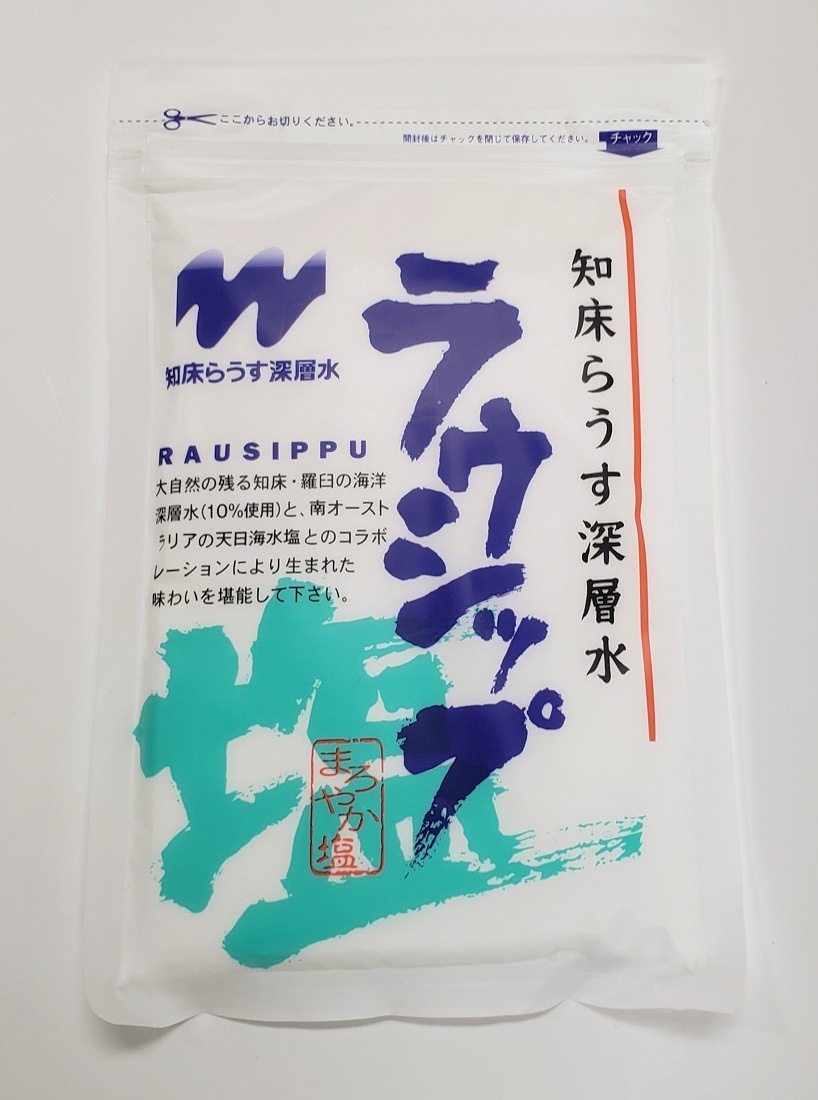 ここからお切りください。
開封後はチャックを閉じて保存してください。
チャック
知床らうす深層水
ラウシップ
知床らうす深層水
RAUSIPPU
大自然の残る知床・羅臼の海洋
深層水(10%使用)と、南オースト
ラリアの天日海水塩とのコラボ
レーションにより生まれた
味わいを堪能して下さい。
塩
まろやか塩